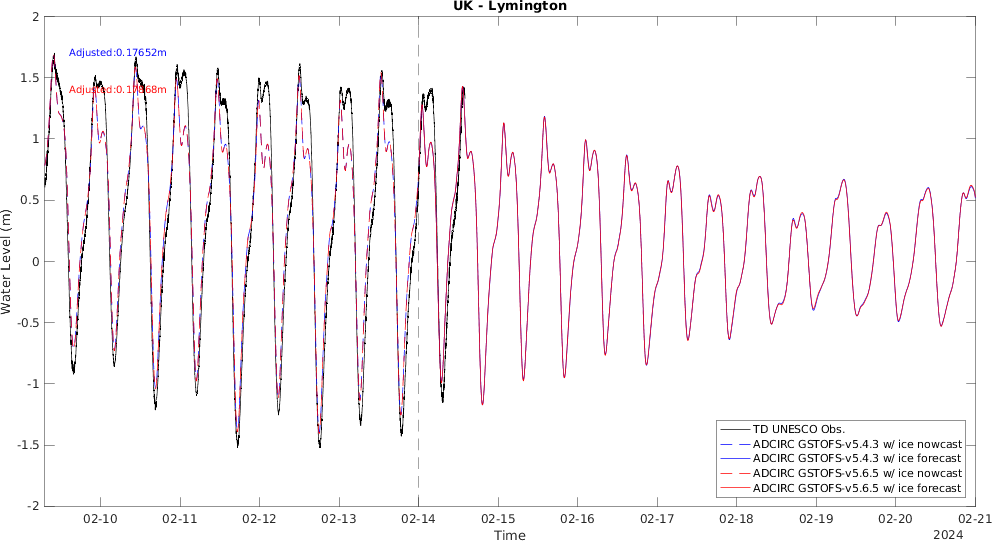 UK - Lymington
Adjusted:0.17652m
Adjusted:0.17868m
2
1.5
1
0.5
0
-0.5
-1
-1.5
-2
Water Level (m)
TD UNESCO Obs.
ADCIRC GSTOFS-v5.4.3 w/ ice nowcast
ADCIRC GSTOFS-v5.4.3 w/ ice forecast
ADCIRC GSTOFS-v5.6.5 w/ ice nowcast
ADCIRC GSTOFS-v5.6.5 w/ ice forecast
02-10 02-11 02-12 02-13 02-14 02-15 02-16 02-17 02-18 02-19 02-20 02-21
Time
2024